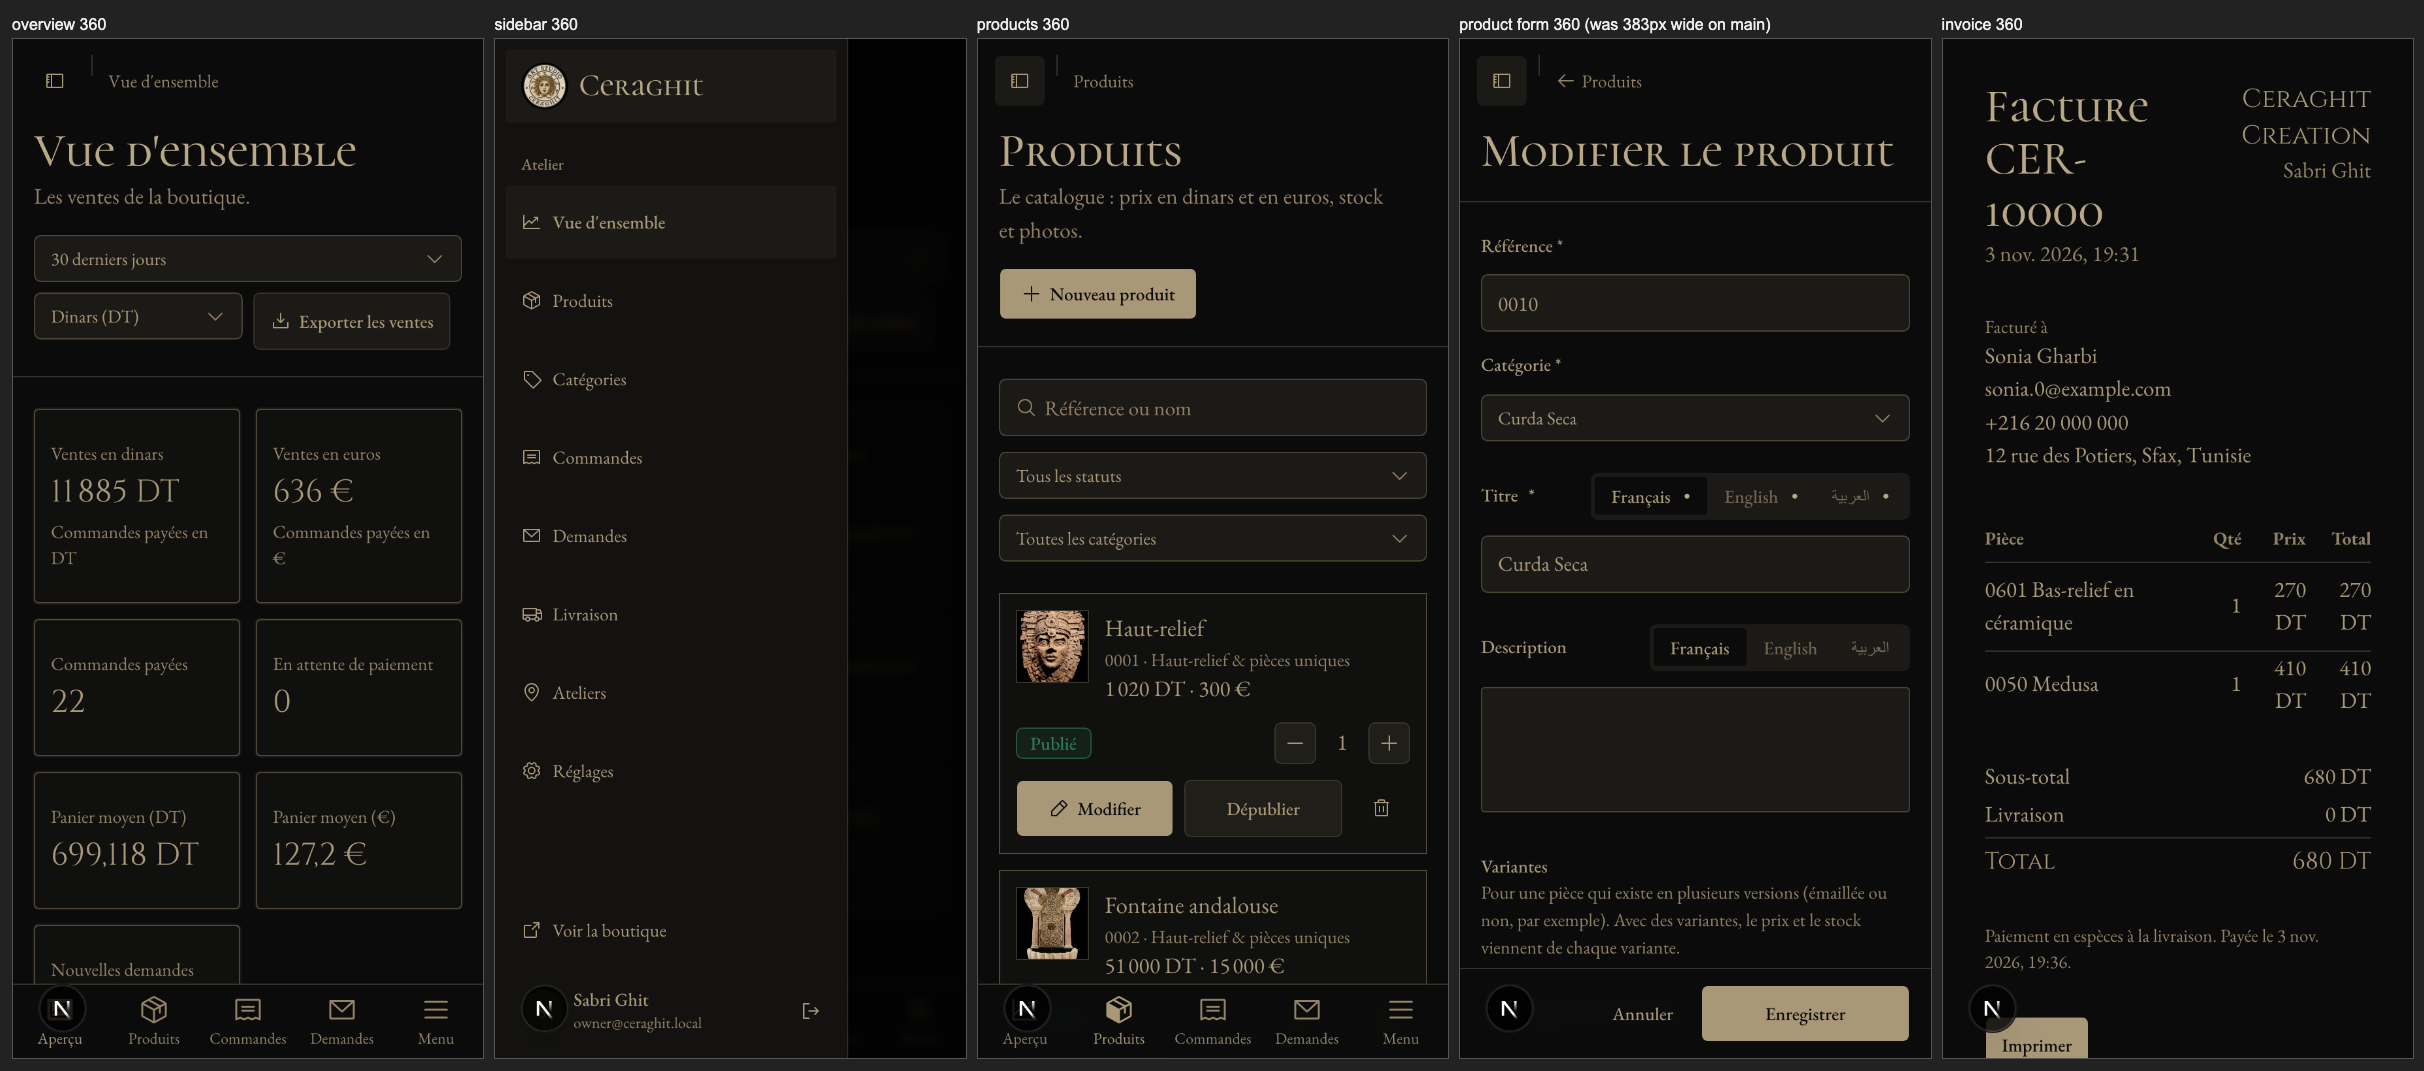 overview 360
Vue d'ensemble
Vue d'ensemble
Les ventes de la boutique.
30 derniers jours
Dinars (DT)
Exporter les ventes
Ventes en dinars
11 885 DT
Commandes payées en
DT
Ventes en euros
636 €
Commandes payées en
€
Commandes payées
22
En attente de paiement
0
Panier moyen (DT)
699,118 DT
Panier moyen (€)
127,2 €
Nouvelles demandes
N
Aperçu
Produits
Commandes
Demandes
Menu
sidebar 360
ART STUDIO
CERAGHIT
Ceraghit
Atelier
Vue d'ensemble
Produits
Catégories
Commandes
Demandes
Livraison
Ateliers
Réglages
Voir la boutique
N
Sabri Ghit
owner@ceraghit.local
products 360
Produits
Produits
Le catalogue : prix en dinars et en euros, stock
et photos.
Nouveau produit
Référence ou nom
Tous les statuts
Toutes les catégories
Haut-relief
0001 · Haut-relief & pièces uniques
1 020 DT · 300 €
Publié
1
Modifier
Dépublier
Fontaine andalouse
0002 · Haut-relief & pièces uniques
51 000 DT · 15 000 €
N
Aperçu
Produits
Commandes
Demandes
Menu
product form 360 (was 383px wide on main)
Produits
Modifier le produit
Référence *
0010
Catégorie *
Curda Seca
Titre *
Français •
English •
العربية •
Curda Seca
Description
Français
English
العربية
Variantes
Pour une pièce qui existe en plusieurs versions (émaillée ou
non, par exemple). Avec des variantes, le prix et le stock
viennent de chaque variante.
N
Annuler
Enregistrer
invoice 360
Facture
CER-
10000
3 nov. 2026, 19:31
Ceraghit
Creation
Sabri Ghit
Facturé à
Sonia Gharbi
sonia.0@example.com
+216 20 000 000
12 rue des Potiers, Sfax, Tunisie
Pièce Qté Prix Total
0601 Bas-relief en
céramique
1
270
DT
270
DT
0050 Medusa
1
410
DT
410
DT
Sous-total 680 DT
Livraison 0 DT
Total 680 DT
Paiement en espèces à la livraison. Payée le 3 nov.
2026, 19:36.
N
Imprimer